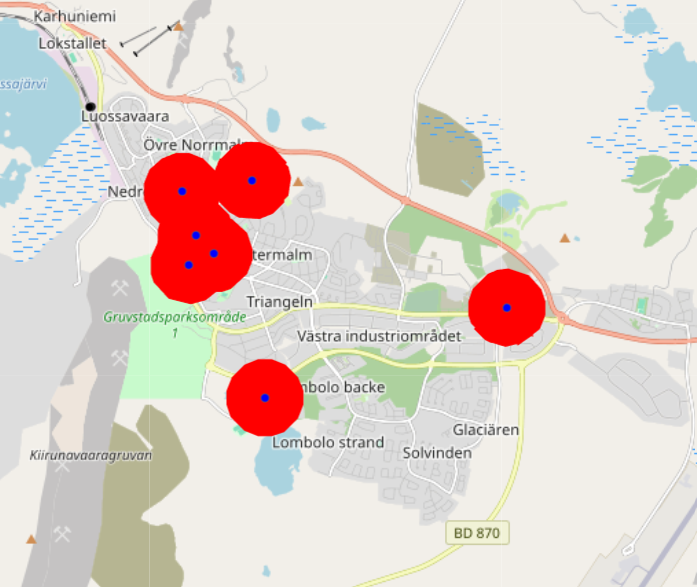 Karhuniemi
Lokstallet
ssajärvi
Luossavaara
Övre Norrmal
Nedr
termalm
Triangeln
Gruvstadsparksområde
1
Västra industriområdet
mbolo backe
Glaciären
Lombolo strand
Solvinden
Kiirunavaaragruvan
BD 870